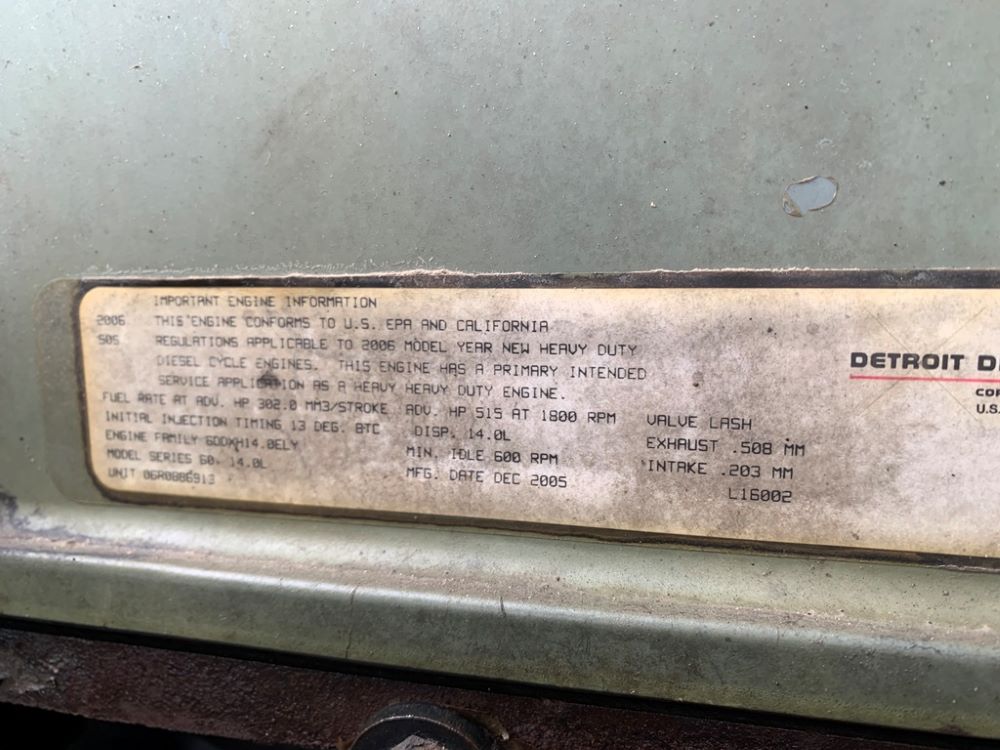 IMPORTANT ENGINE INFORMATION
2006 THIS ENGINE CONFORMS TO U.S. EPA AND CALIFORNIA
505 REGULATIONS APPLICABLE TO 2006 MODEL YEAR NEW HEAVY DUTY
DIESEL CYCLE ENGINES. THIS ENGINE HAS A PRIMARY INTENDED
SERVICE APPLICATION AS A HEAVY HEAVY DUTY ENGINE.
FUEL RATE AT ADV. HP 302.0 MM3/STROKE ADV. HP 515 AT 1800 RPM VALVE LASH
INITIAL INJECTION TIMING 13 DEG. BTC DISP. 14.0L EXHAUST .508 MM
ENGINE FAMILY 6DDXH14.0ELY MIN. IDLE 600 RPM INTAKE .203 MM
MODEL SERIES 60. 14.0L MFG. DATE DEC 2005 L16002
UNIT 06R0886913
DETROIT D
COR
U.S.